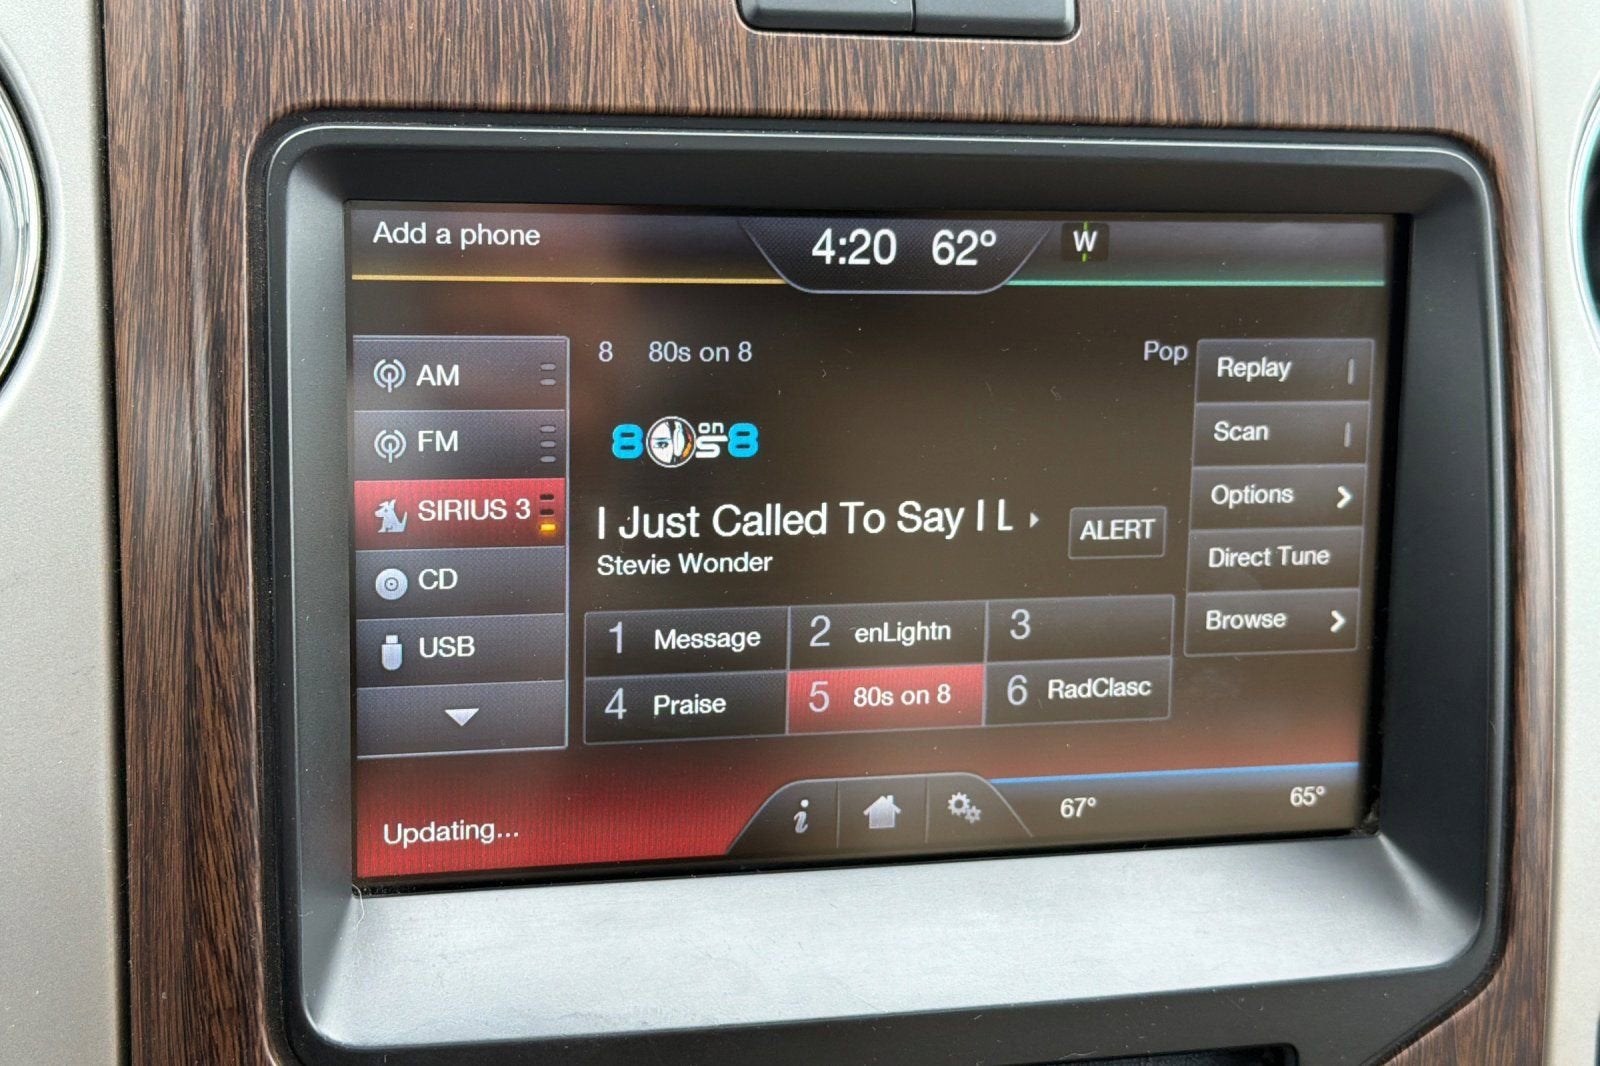 Add a phone
4:20 62° W
AM
FM
SIRIUS 3
CD
USB
8 80s on 8
Pop
80s on 8
I Just Called To Say I L
Stevie Wonder
ALERT
1 Message
2 enLightn
3
4 Praise
5 80s on 8
6 RadClasc
Replay
Scan
Options
Direct Tune
Browse
Updating...
i
67°
65°